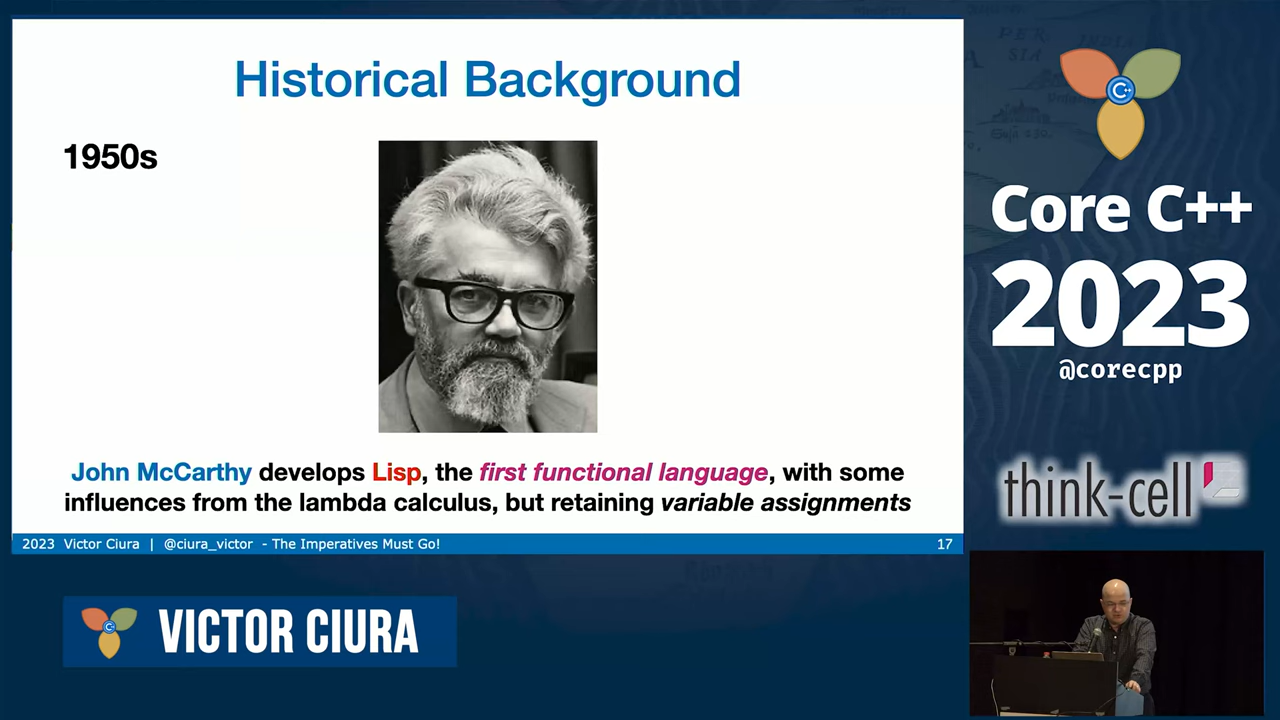 Historical Background
1950s
John McCarthy develops Lisp, the first functional language, with some
influences from the lambda calculus, but retaining variable assignments
2023 Victor Ciura | @ciura_victor - The Imperatives Must Go!
17
C++
Core C++
2023
@corecpp
think-cell
VICTOR CIURA